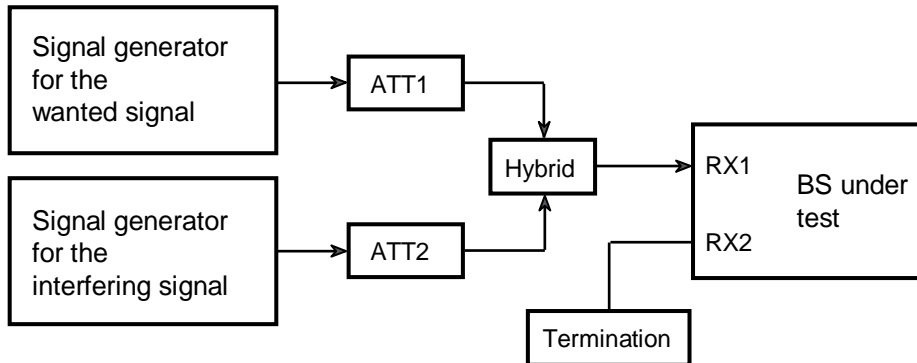 Signal generator
for the
wanted signal
ATT1
Hybrid
RX1
BS under
test
RX2
Signal generator
for the
interfering signal
ATT2
Termination